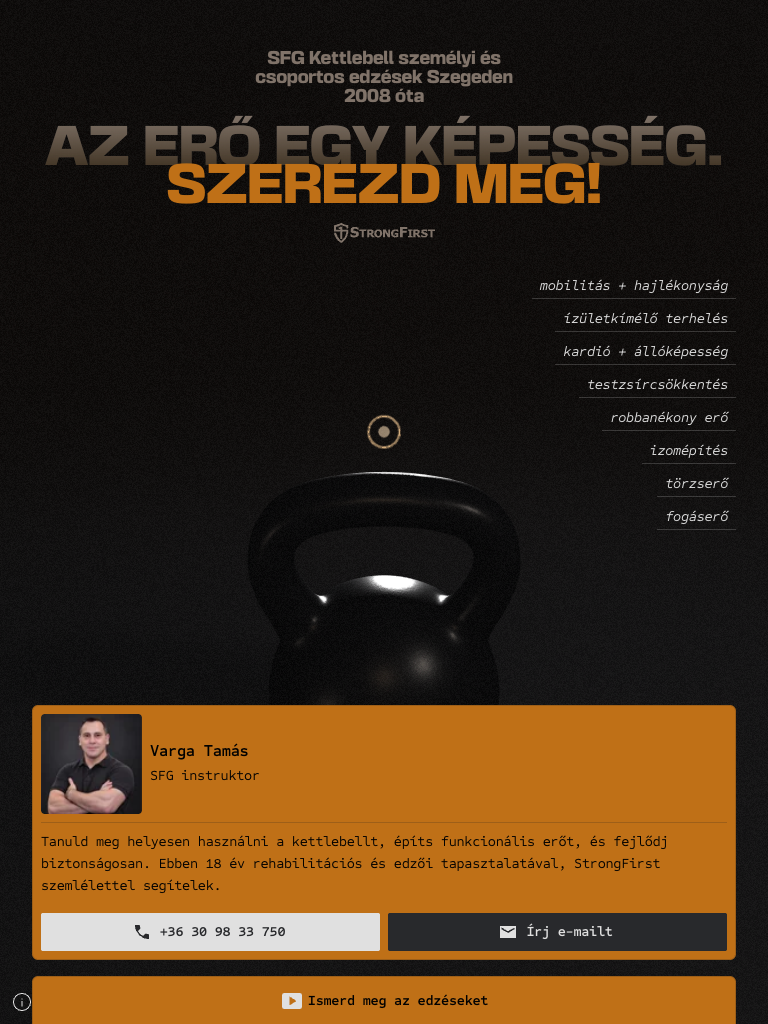 SFG Kettlebell személyi és
csoportos edzések Szegeden
2008 óta
AZ ERŐ EGY KÉPESSÉG.
SZEREZD MEG!
STRONGFIRST
mobilitás + hajlékonyság
ízületkímélő terhelés
kardió + állóképesség
testzsírcsökkentés
robbanékony erő
izomépítés
törzserő
fogáserő
Varga Tamás
SFG instruktor
Tanuld meg helyesen használni a kettlebellt, építs funkcionális erőt, és fejlődj
biztonságosan. Ebben 18 év rehabilitációs és edzői tapasztalatával, StrongFirst
szemlélettel segítelek.
+36 30 98 33 750
Írj e-mailt
Ismerd meg az edzéseket